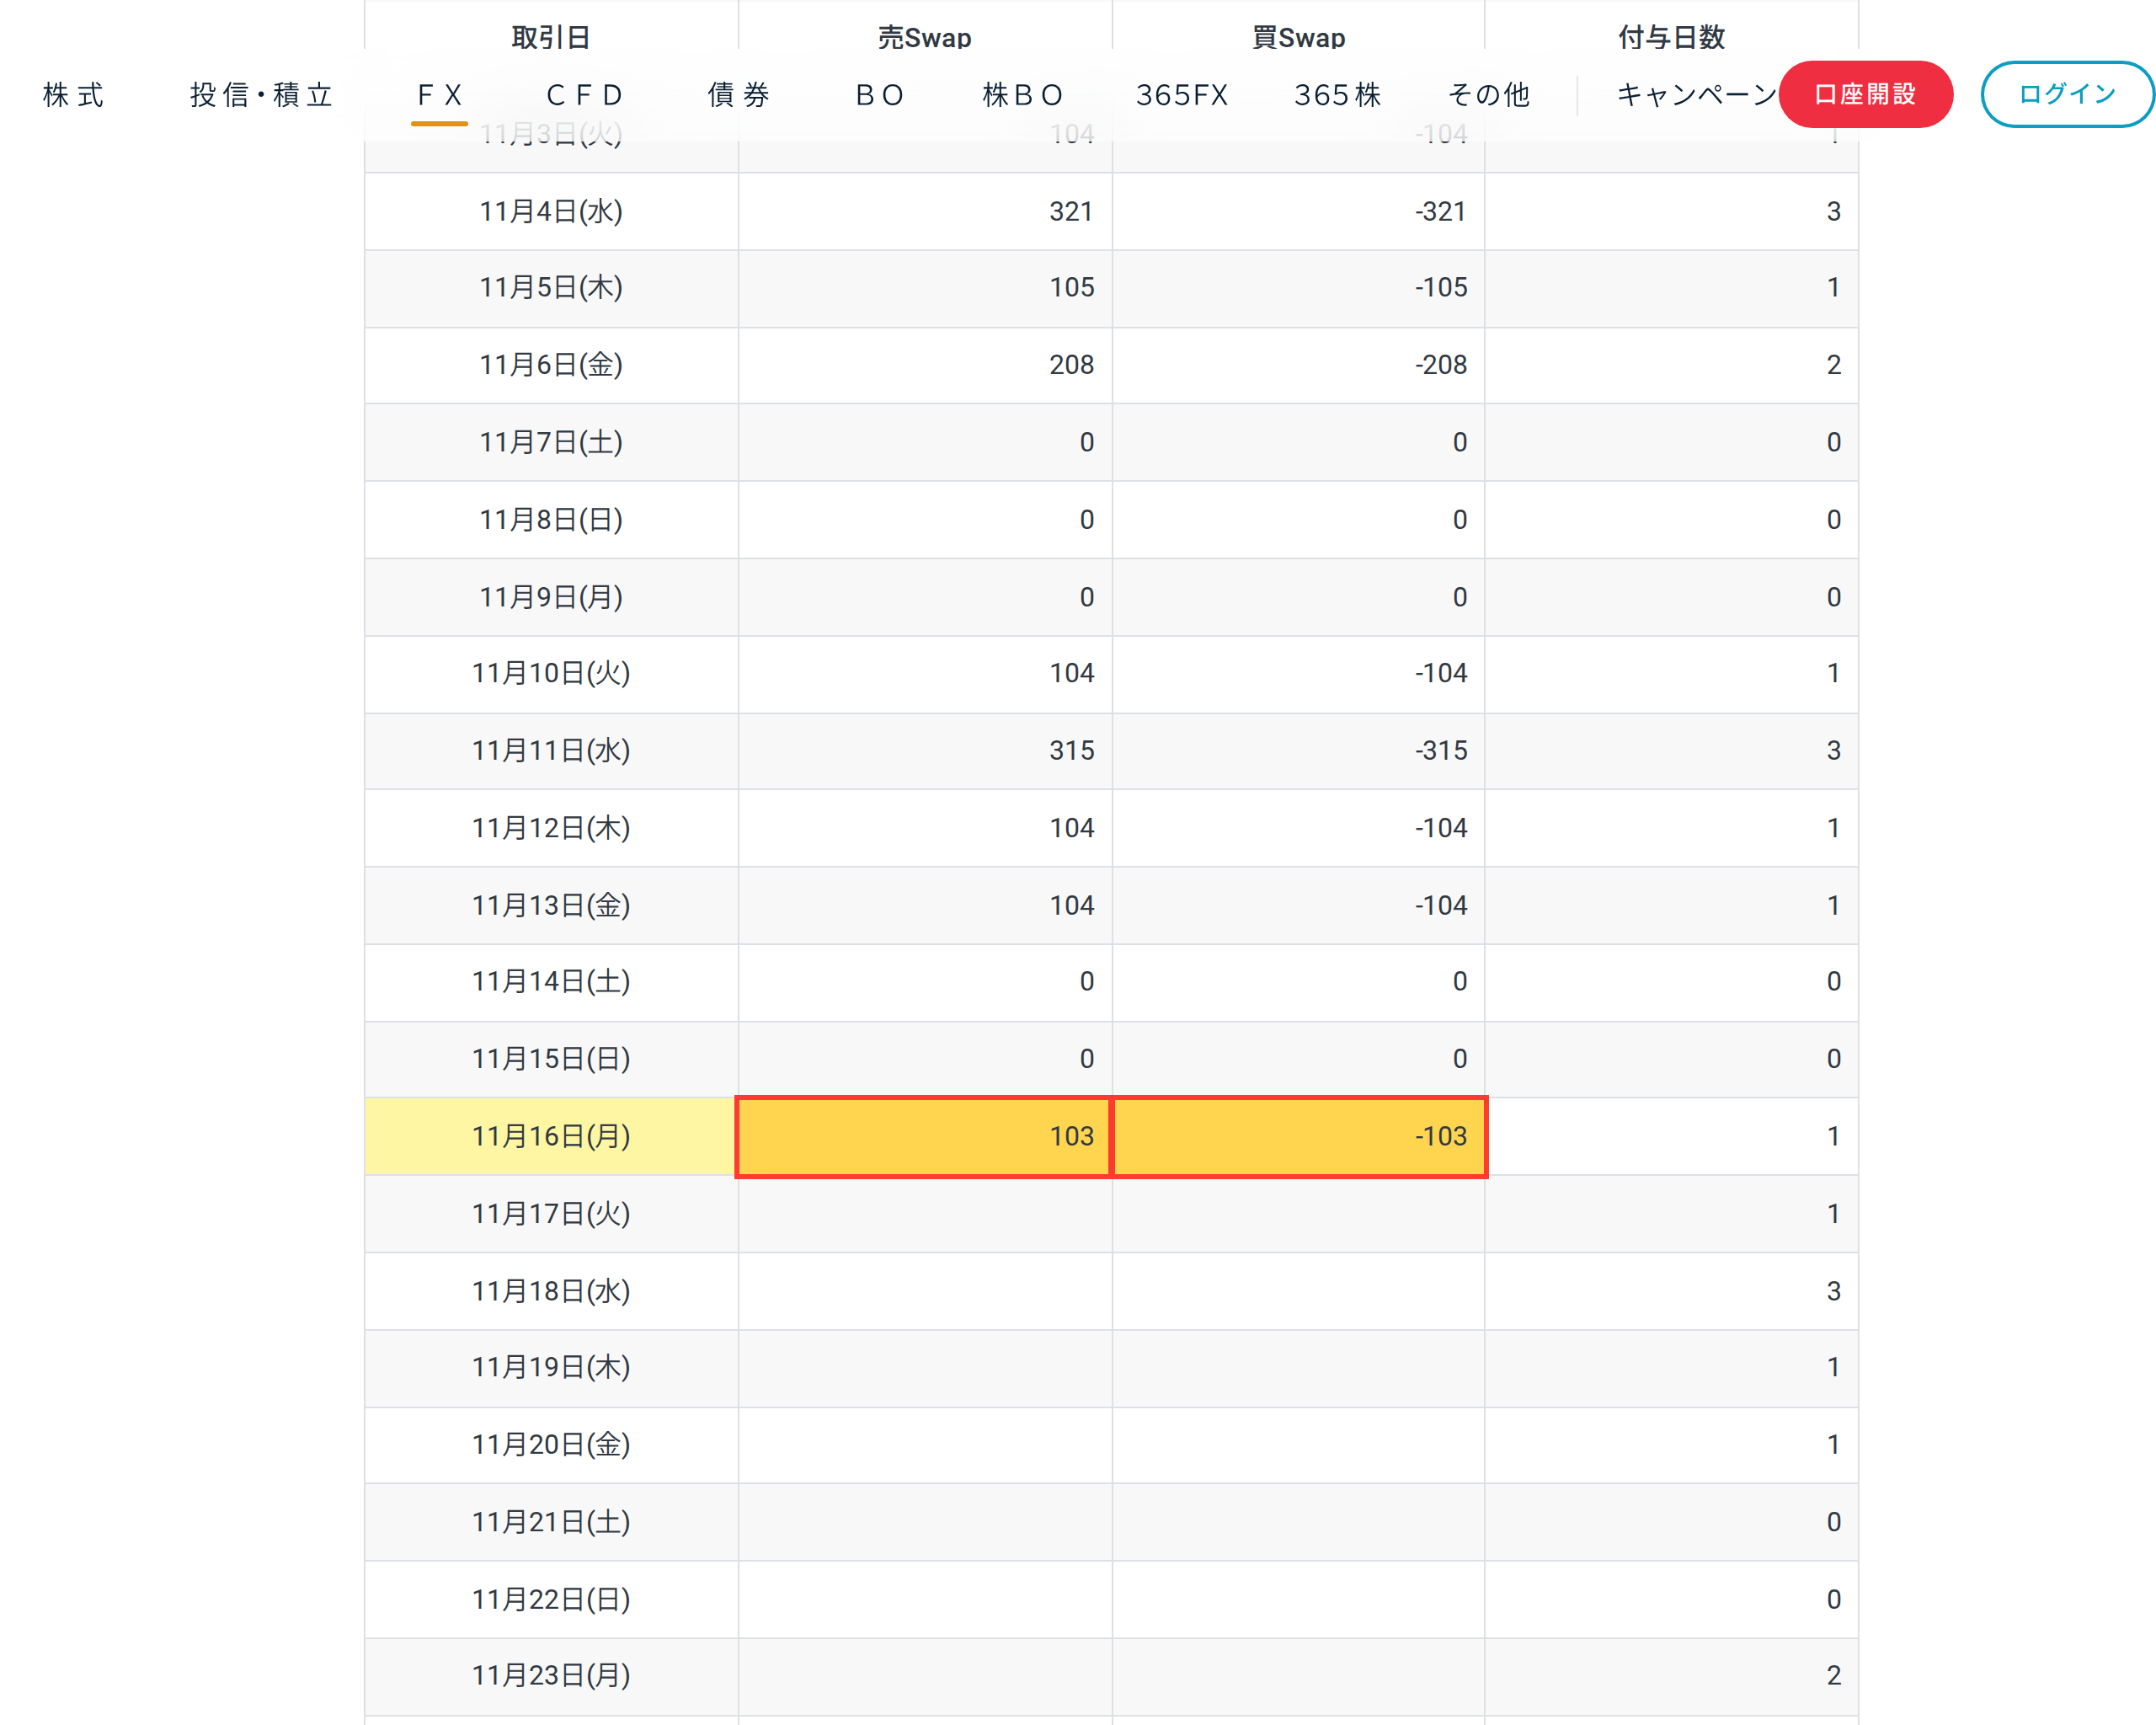 取引日 売Swap 買Swap 付与日数
株式 投信・積立 FX CFD 債券 BO 株BO 365FX 365株 その他 キャンペーン 口座開設 ログイン
11月3日(火) 104 -104 1
11月4日(水) 321 -321 3
11月5日(木) 105 -105 1
11月6日(金) 208 -208 2
11月7日(土) 0 0 0
11月8日(日) 0 0 0
11月9日(月) 0 0 0
11月10日(火) 104 -104 1
11月11日(水) 315 -315 3
11月12日(木) 104 -104 1
11月13日(金) 104 -104 1
11月14日(土) 0 0 0
11月15日(日) 0 0 0
11月16日(月) 103 -103 1
11月17日(火) 1
11月18日(水) 3
11月19日(木) 1
11月20日(金) 1
11月21日(土) 0
11月22日(日) 0
11月23日(月) 2